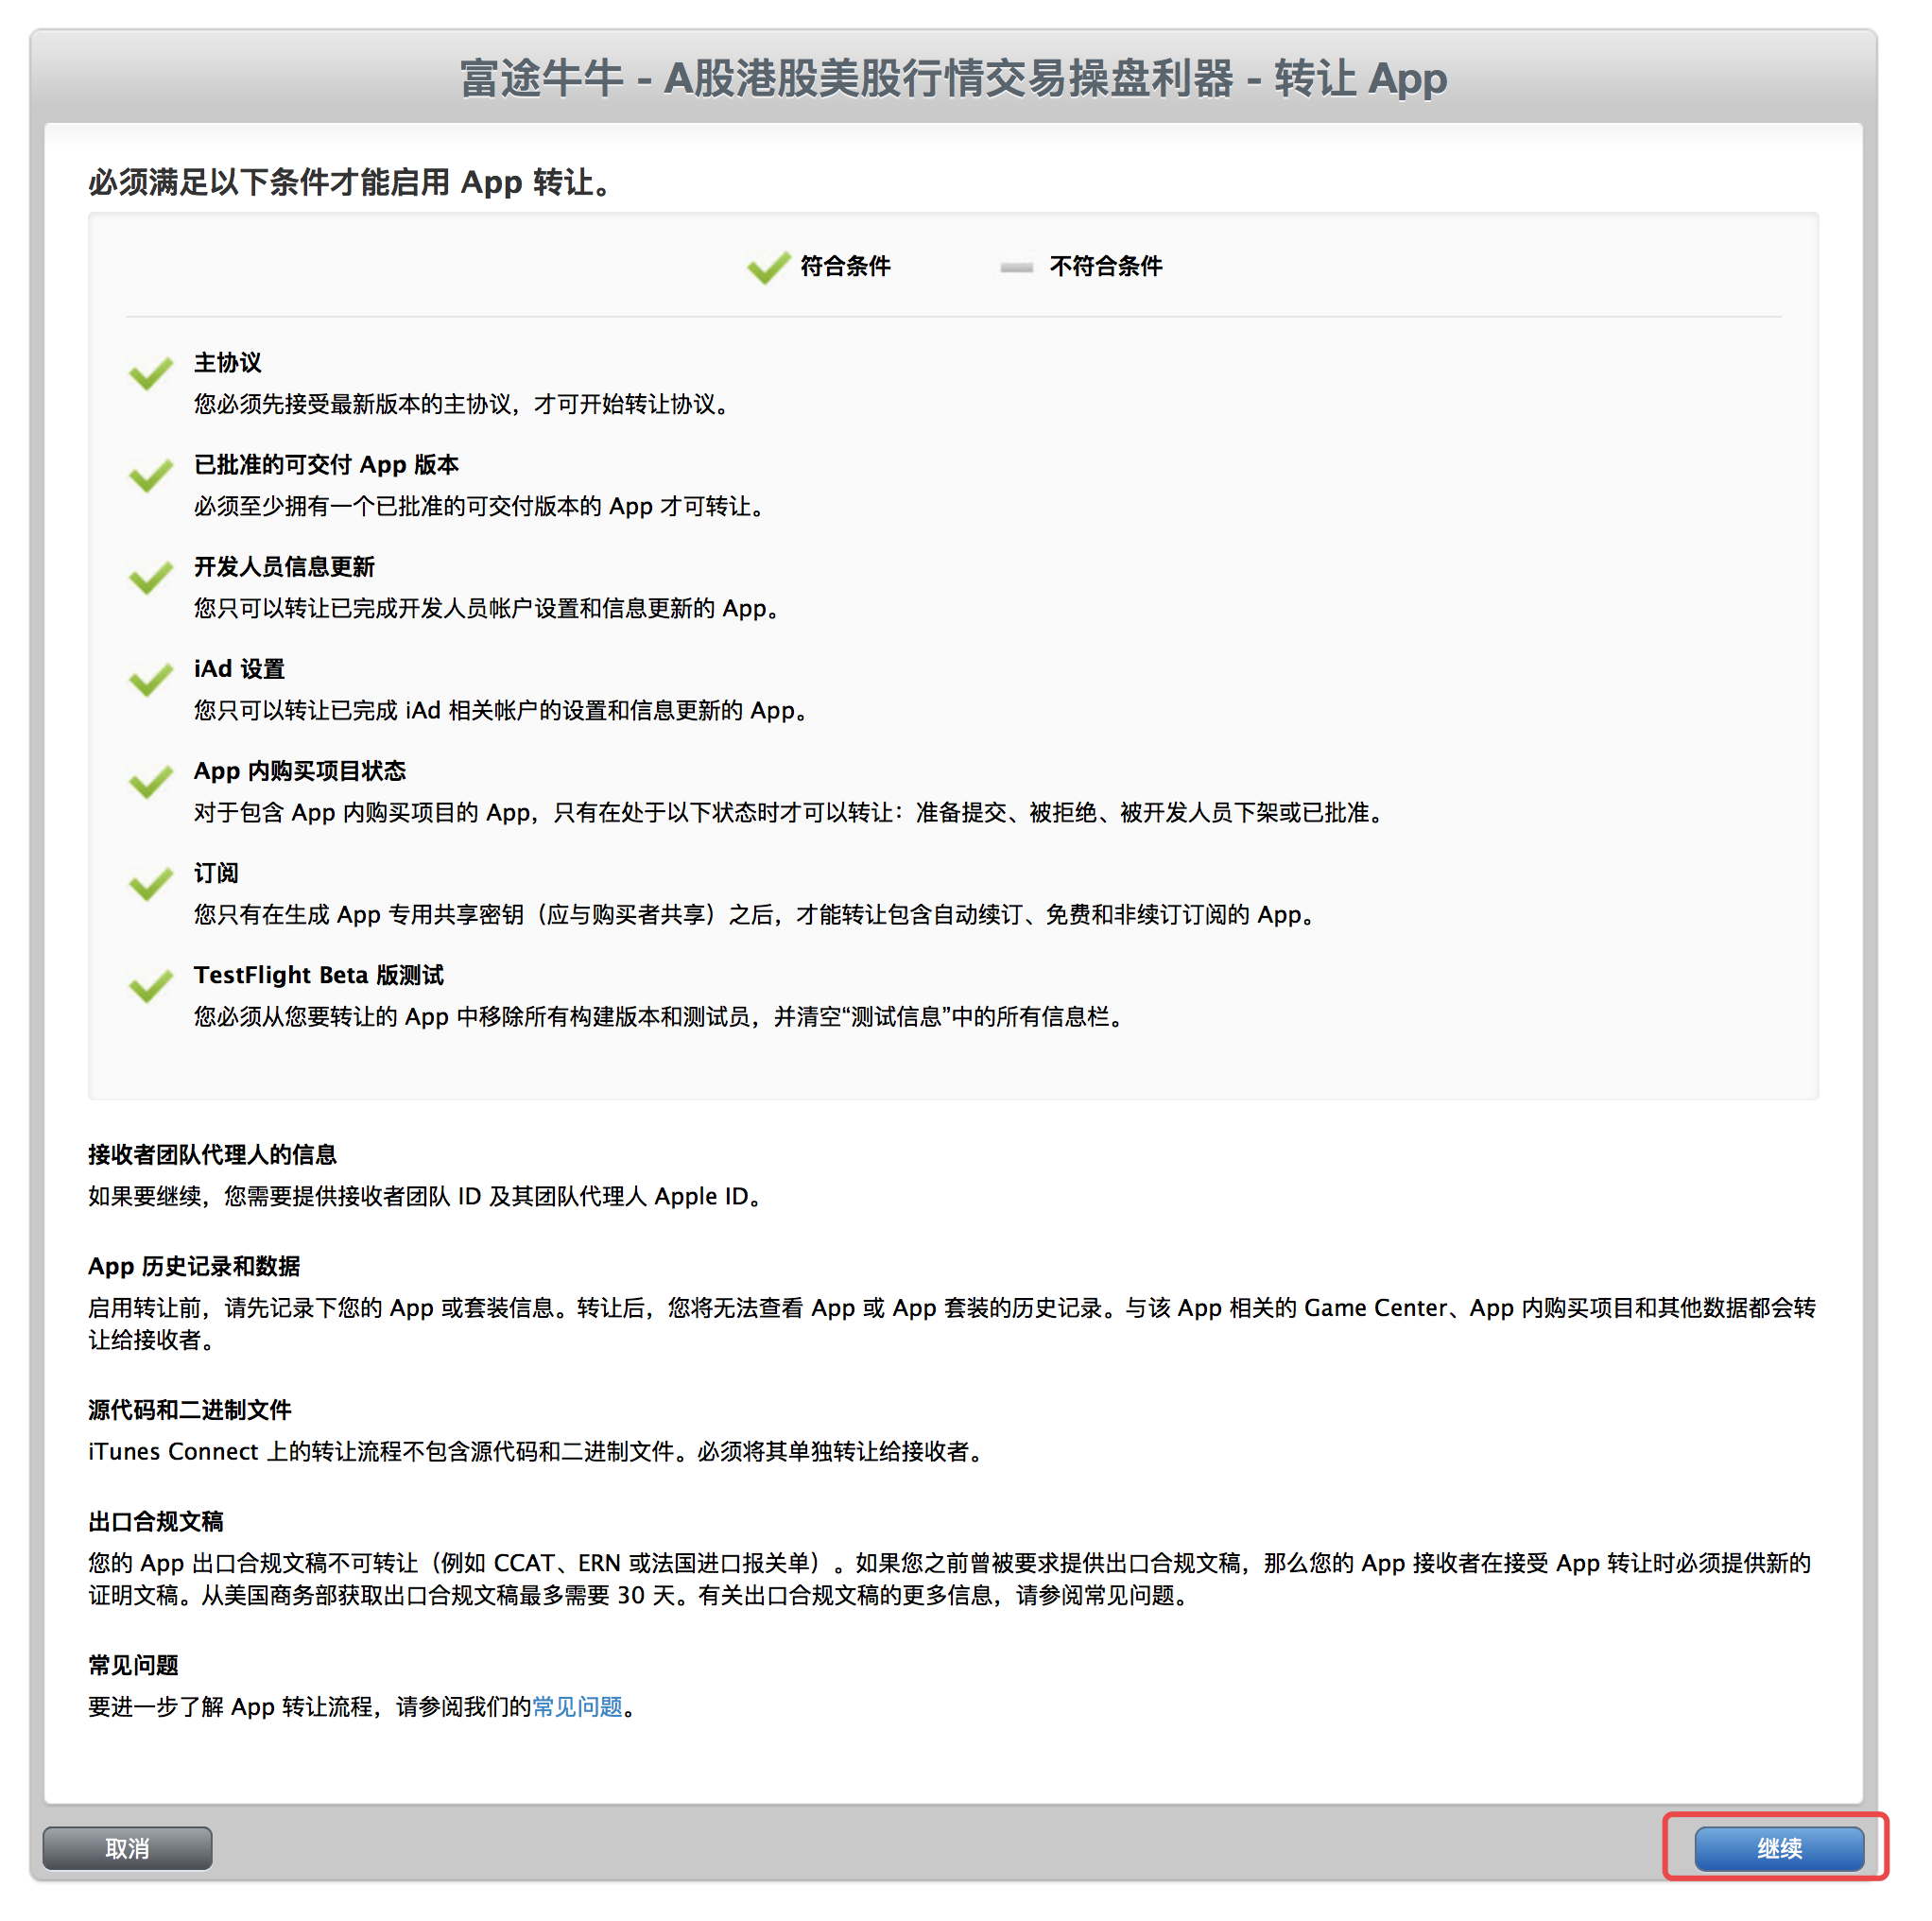 富途牛牛 - A股港股美股行情交易操盘利器 - 转让 App
必须满足以下条件才能启用 App 转让。
符合条件
不符合条件
主协议
您必须先接受最新版本的主协议，才可开始转让协议。
已批准的可交付 App 版本
必须至少拥有一个已批准的可交付版本的 App 才可转让。
开发人员信息更新
您只可以转让已完成开发人员帐户设置和信息更新的 App。
iAd 设置
您只可以转让已完成 iAd 相关帐户的设置和信息更新的 App。
App 内购买项目状态
对于包含 App 内购买项目的 App，只有在处于以下状态时才可以转让：准备提交、被拒绝、被开发人员下架或已批准。
订阅
您只有在生成 App 专用共享密钥（应与购买者共享）之后，才能转让包含自动续订、免费和非续订订阅的 App。
TestFlight Beta 版测试
您必须从您要转让的 App 中移除所有构建版本和测试员，并清空“测试信息”中的所有信息栏。
接收者团队代理人的信息
如果要继续，您需要提供接收者团队 ID 及其团队代理人 Apple ID。
App 历史记录和数据
启用转让前，请先记录下您的 App 或套装信息。转让后，您将无法查看 App 或 App 套装的历史记录。与该 App 相关的 Game Center、App 内购买项目和其他数据都会转
让给接收者。
源代码和二进制文件
iTunes Connect 上的转让流程不包含源代码和二进制文件。必须将其单独转让给接收者。
出口合规文稿
您的 App 出口合规文稿不可转让（例如 CCAT、ERN 或法国进口报关单）。如果您之前曾被要求提供出口合规文稿，那么您的 App 接收者在接受 App 转让时必须提供新的
证明文稿。从美国商务部获取出口合规文稿最多需要 30 天。有关出口合规文稿的更多信息，请参阅常见问题。
常见问题
要进一步了解 App 转让流程，请参阅我们的常见问题。
取消
继续